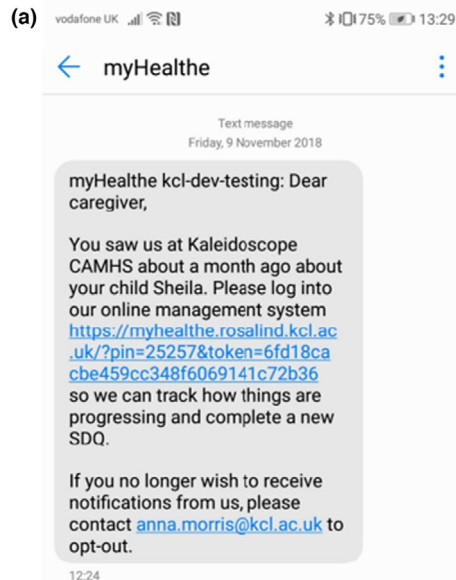 (a)
vodafone UK 75% 13:29
myHealthe
Text message
Friday, 9 November 2018
myHealthe kcl-dev-testing: Dear
caregiver,
You saw us at Kaleidoscope
CAMHS about a month ago about
your child Sheila. Please log into
our online management system
https://myhealthe.rosalind.kcl.ac
.uk/?pin=25257&token=6fd18ca
cbe459cc348f6069141c72b36
so we can track how things are
progressing and complete a new
SDQ.
If you no longer wish to receive
notifications from us, please
contact anna.morris@kcl.ac.uk to
opt-out.
12:24